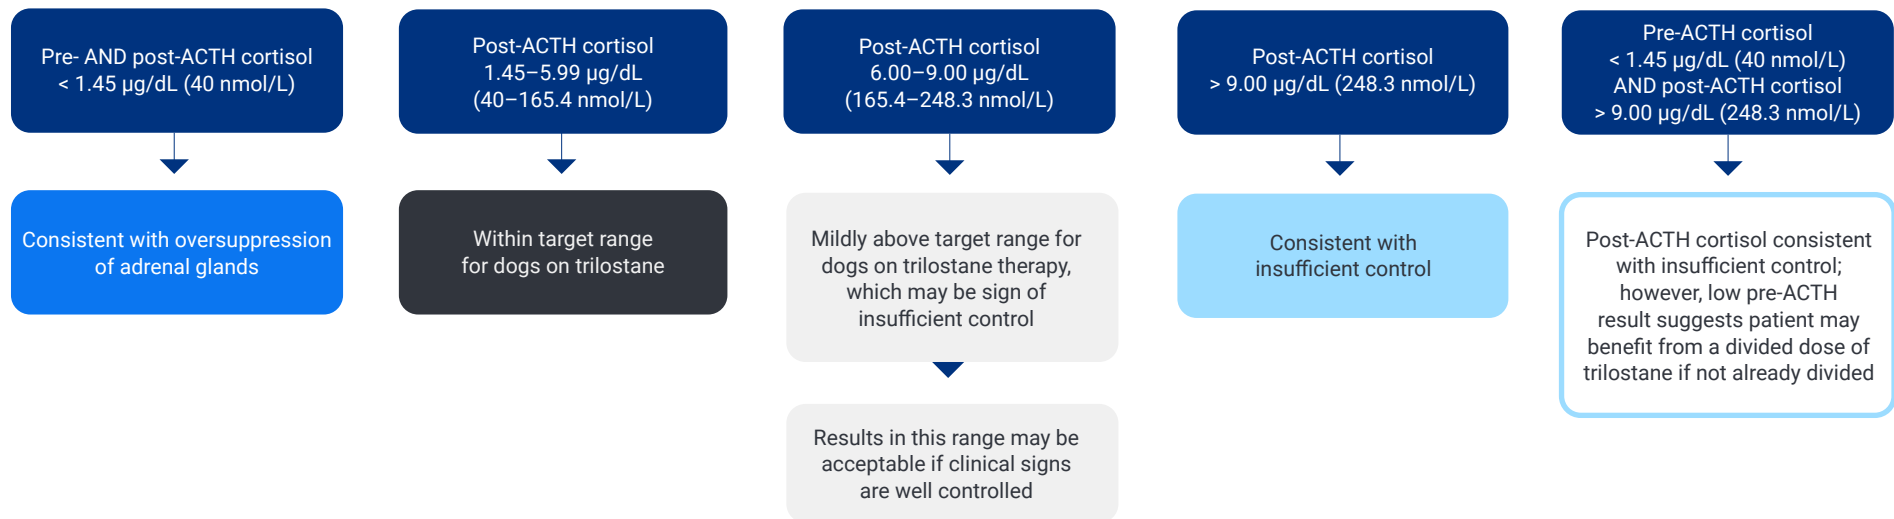 Pre- AND post-ACTH cortisol
< 1.45 µg/dL (40 nmol/L)
Consistent with oversuppression
of adrenal glands
Post-ACTH cortisol
1.45–5.99 µg/dL
(40–165.4 nmol/L)
Within target range
for dogs on trilostane
Post-ACTH cortisol
6.00–9.00 µg/dL
(165.4–248.3 nmol/L)
Mildly above target range for
dogs on trilostane therapy,
which may be sign of
insufficient control
Results in this range may be
acceptable if clinical signs
are well controlled
Post-ACTH cortisol
> 9.00 µg/dL (248.3 nmol/L)
Consistent with
insufficient control
Pre-ACTH cortisol
< 1.45 µg/dL (40 nmol/L)
AND post-ACTH cortisol
> 9.00 µg/dL (248.3 nmol/L)
Post-ACTH cortisol consistent
with insufficient control;
however, low pre-ACTH
result suggests patient may
benefit from a divided dose of
trilostane if not already divided